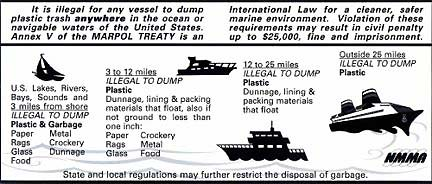 It is illegal for any vessel to dump
plastic trash anywhere in the ocean or
navigable waters of the United States.
Annex V of the MARPOL TREATY is an
International Law for a cleaner, safer
marine environment. Violation of these
requirements may result in civil penalty
up to $25,000, fine and imprisonment.
U.S. Lakes, Rivers,
Bays, Sounds and
3 miles from shore
ILLEGAL TO DUMP
Plastic & Garbage
Paper Metal
Rags Crockery
Glass Dunnage
Food
3 to 12 miles
ILLEGAL TO DUMP
Plastic
Dunnage, lining & packing
materials that float, also if
not ground to less than
one inch:
Paper Crockery
Rags Metal
Glass Food
12 to 25 miles
ILLEGAL TO DUMP
Plastic
Dunnage, lining & packing
materials that float
Outside 25 miles
ILLEGAL TO DUMP
Plastic
NMMA
State and local regulations may further restrict the disposal of garbage.